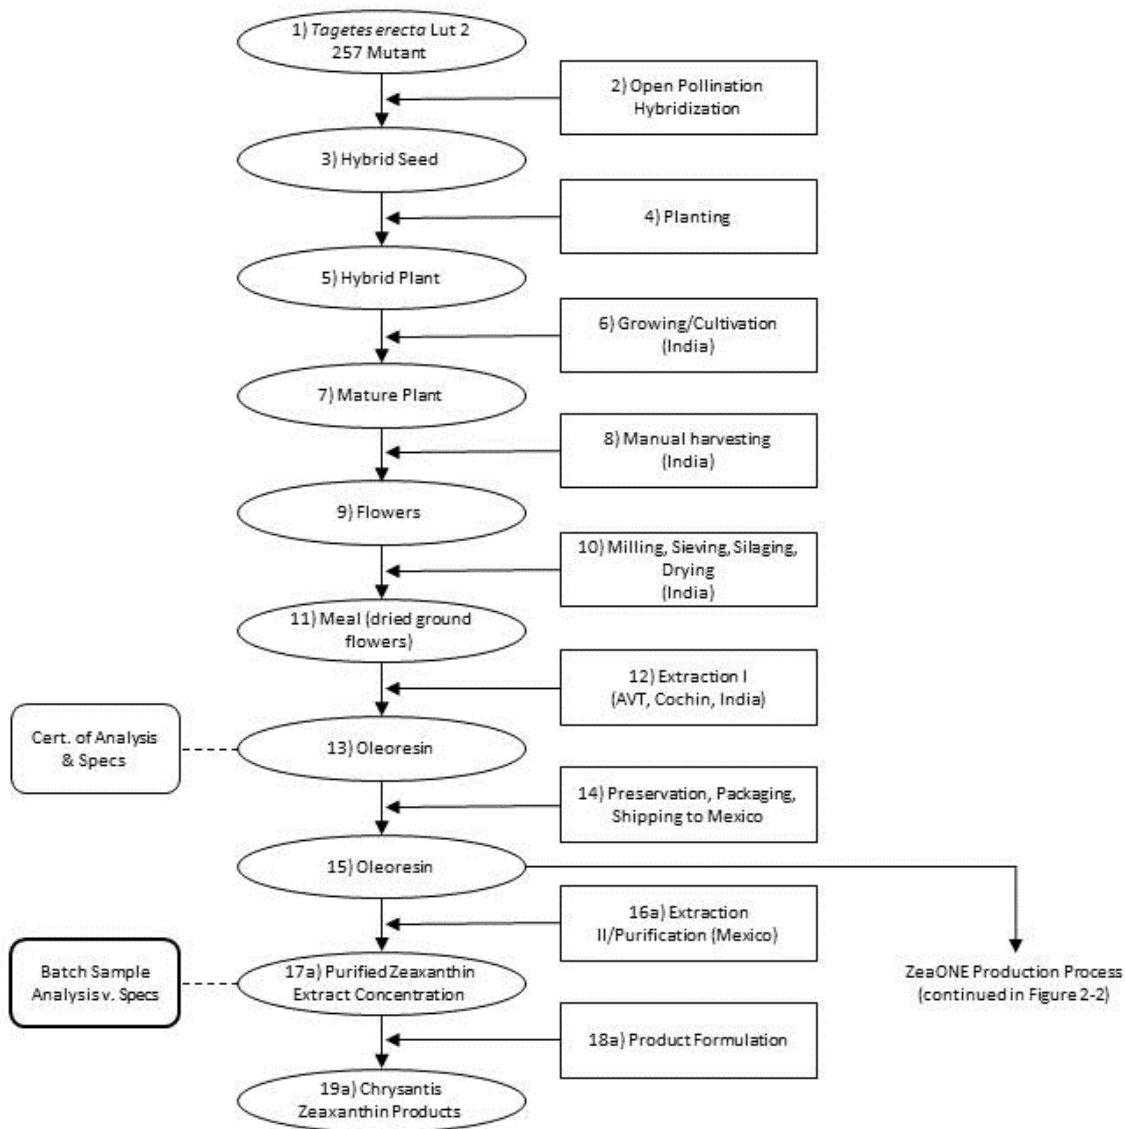 1) Tagetes erecta Lut 2
257 Mutant
2) Open Pollination
Hybridization
3) Hybrid Seed
4) Planting
5) Hybrid Plant
6) Growing/Cultivation
(India)
7) Mature Plant
8) Manual harvesting
(India)
9) Flowers
10) Milling, Sieving, Silaging,
Drying
(India)
11) Meal (dried ground
flowers)
12) Extraction I
(AVT, Cochin, India)
Cert. of Analysis
& Specs
13) Oleoresin
14) Preservation, Packaging,
Shipping to Mexico
15) Oleoresin
16a) Extraction
II/Purification (Mexico)
Batch Sample
Analysis v. Specs
17a) Purified Zeaxanthin
Extract Concentration
ZeaONE Production Process
(continued in Figure 2-2)
18a) Product Formulation
19a) Chrysantis
Zeaxanthin Products